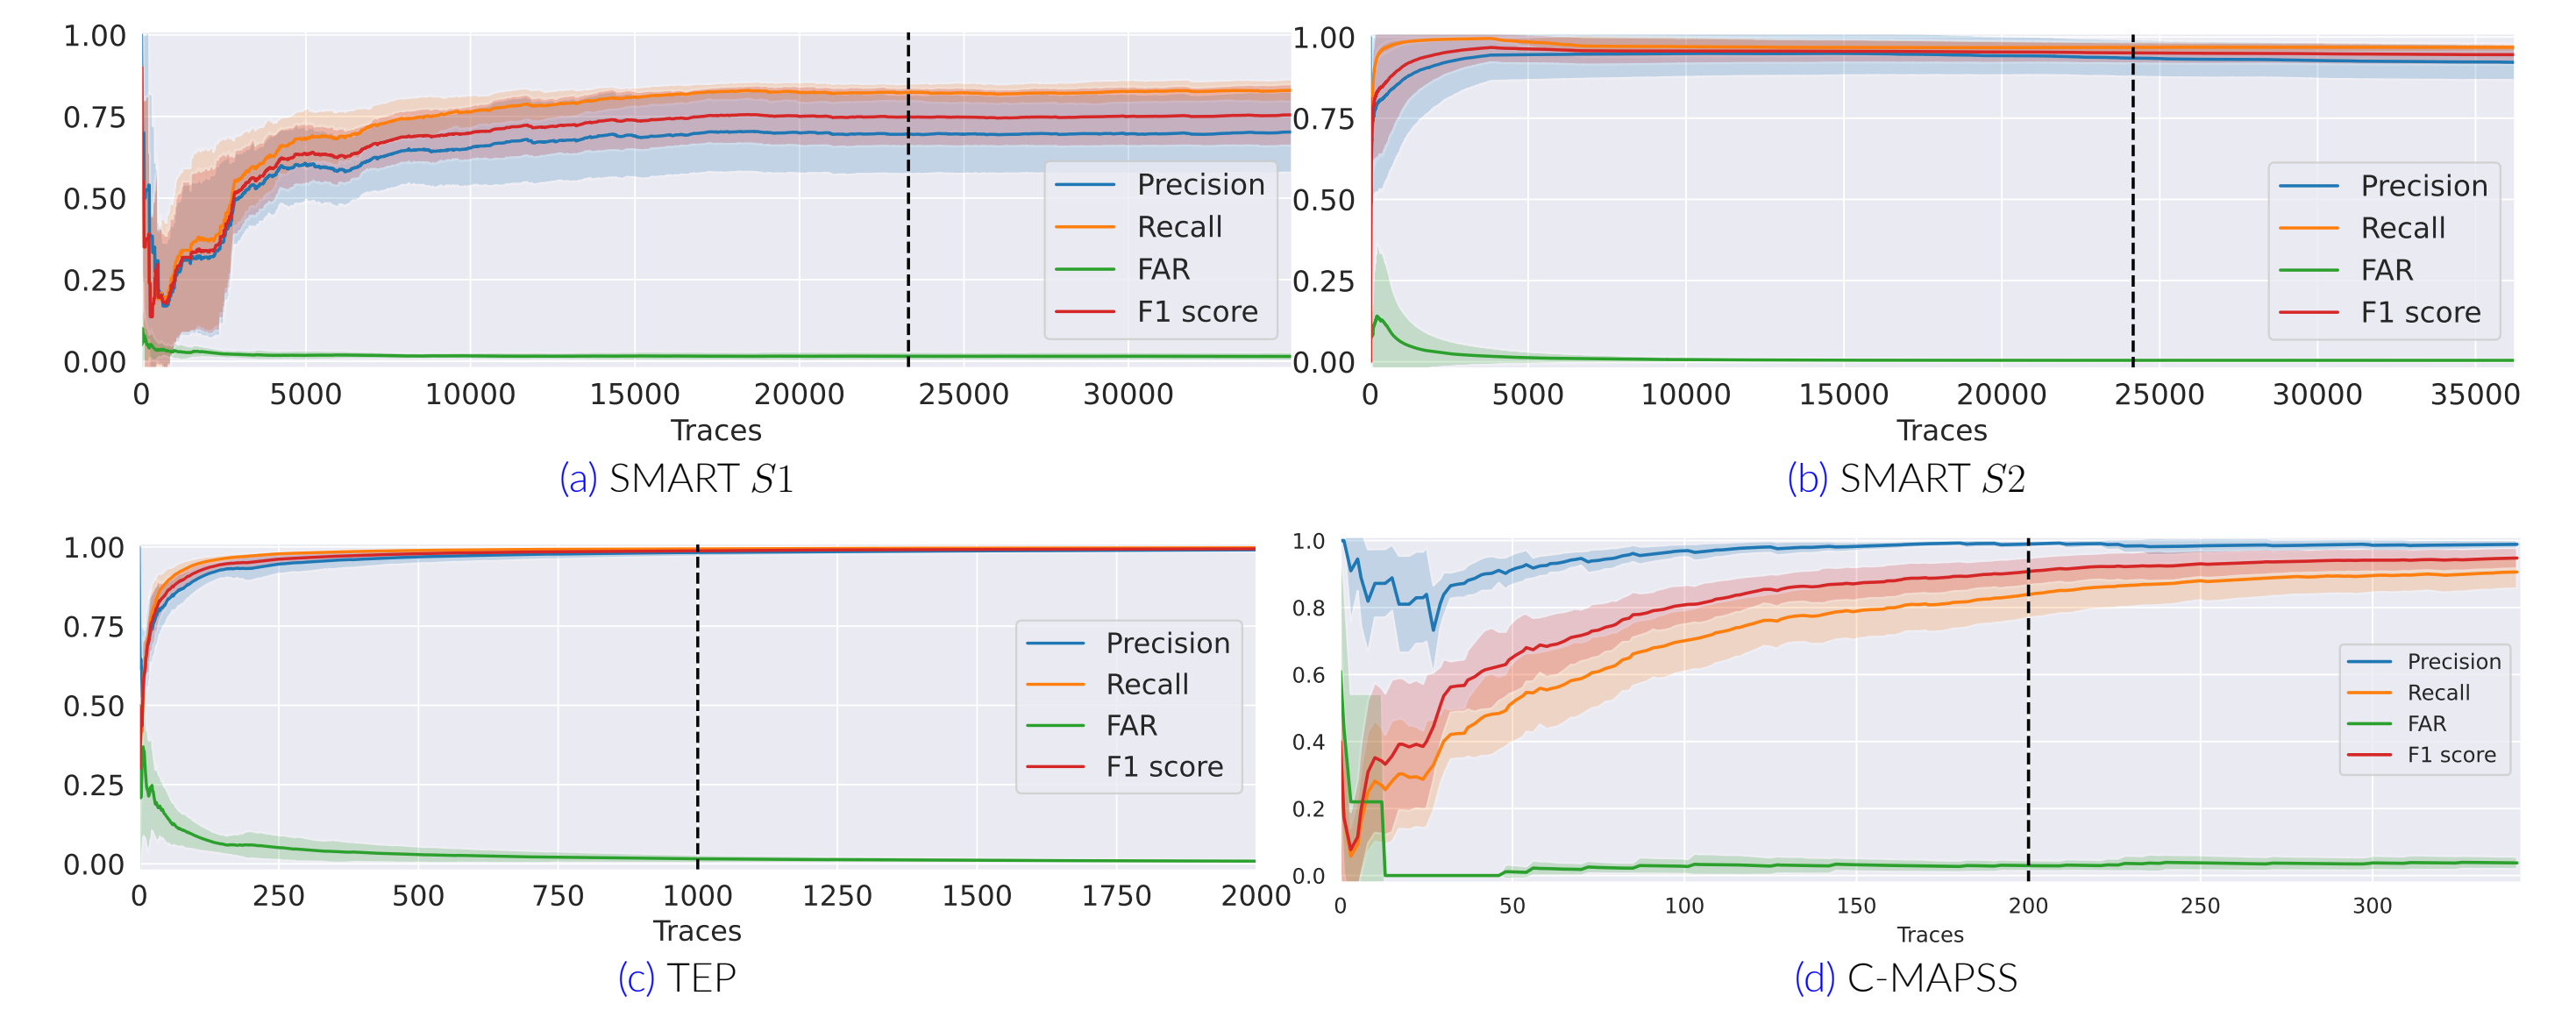 1.00
0.75
0.50
0.25
0.00
0 5000 10000 15000 20000 25000 30000
Traces
Precision
Recall
FAR
F1 score
(a) SMART S1
1.00
0.75
0.50
0.25
0.00
0 5000 10000 15000 20000 25000 30000 35000
Traces
Precision
Recall
FAR
F1 score
(b) SMART S2
1.00
0.75
0.50
0.25
0.00
0 250 500 750 1000 1250 1500 1750 2000
Traces
Precision
Recall
FAR
F1 score
(c) TEP
1.0
0.8
0.6
0.4
0.2
0.0
0 50 100 150 200 250 300
Traces
Precision
Recall
FAR
F1 score
(d) C-MAPSS